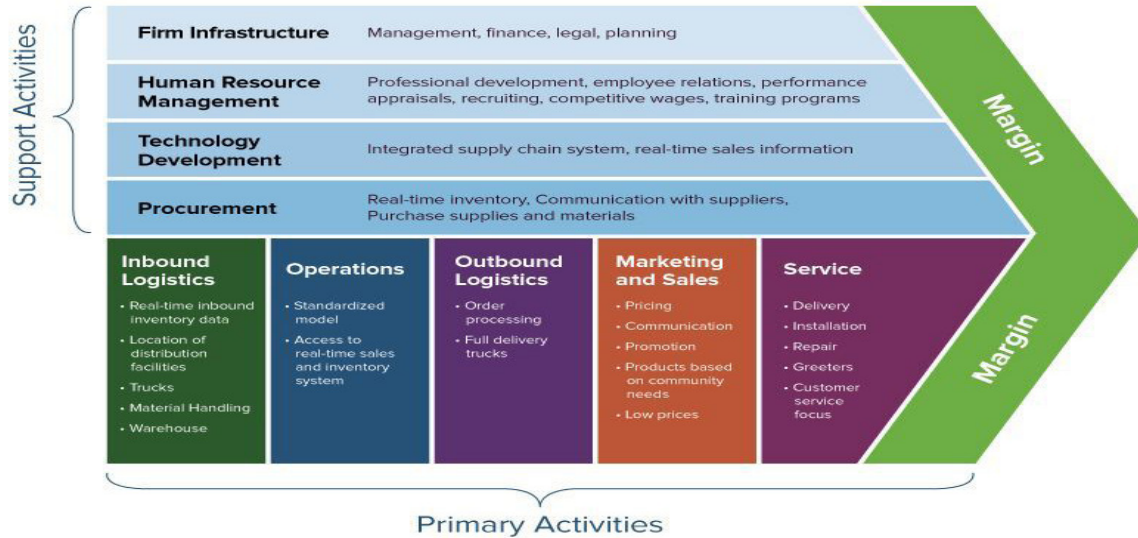 Support Activities
Firm Infrastructure
Management, finance, legal, planning
Human Resource
Management
Professional development, employee relations, performance
appraisals, recruiting, competitive wages, training programs
Technology
Development
Integrated supply chain system, real-time sales information
Procurement
Real-time inventory, Communication with suppliers,
Purchase supplies and materials
Margin
Margin
Inbound
Logistics
• Real-time inbound
inventory data
• Location of
distribution
facilities
• Trucks
• Material Handling
• Warehouse
Operations
• Standardized
model
• Access to
real-time sales
and inventory
system
Outbound
Logistics
• Order
processing
• Full delivery
trucks
Marketing
and Sales
• Pricing
• Communication
• Promotion
• Products based
on community
needs
• Low prices
Service
• Delivery
• Installation
• Repair
• Greeters
• Customer
service
focus
Primary Activities